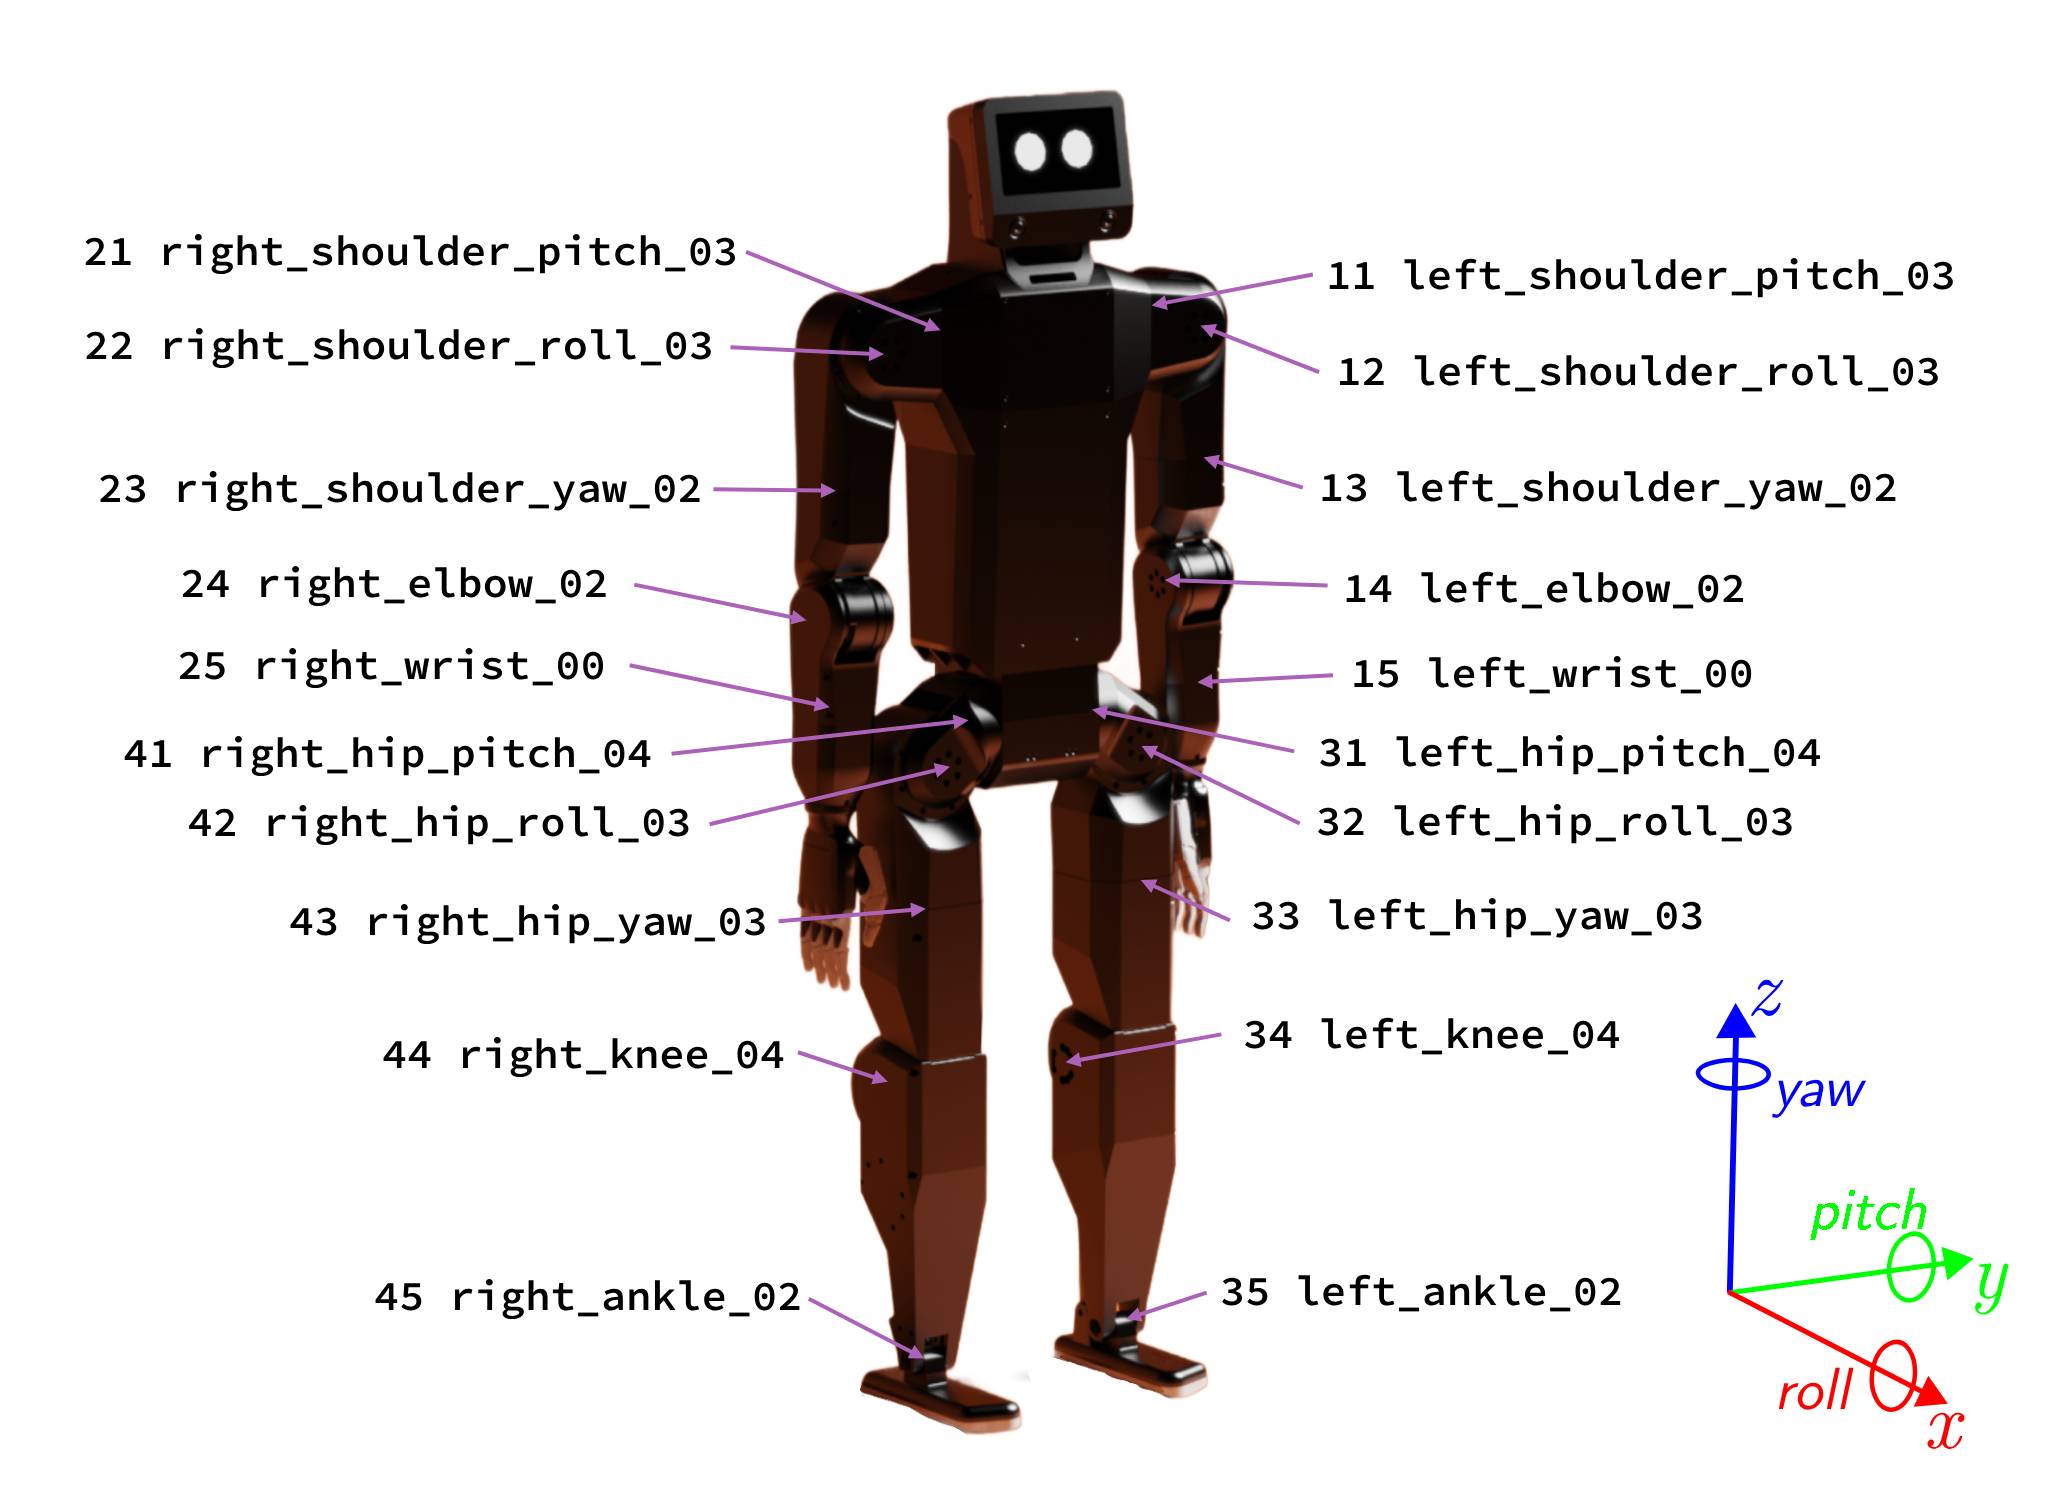 21 right_shoulder_pitch_03
22 right_shoulder_roll_03
23 right_shoulder_yaw_02
24 right_elbow_02
25 right_wrist_00
41 right_hip_pitch_04
42 right_hip_roll_03
43 right_hip_yaw_03
44 right_knee_04
45 right_ankle_02
11 left_shoulder_pitch_03
12 left_shoulder_roll_03
13 left_shoulder_yaw_02
14 left_elbow_02
15 left_wrist_00
31 left_hip_pitch_04
32 left_hip_roll_03
33 left_hip_yaw_03
34 left_knee_04
35 left_ankle_02
z
yaw
pitch
y
roll
x